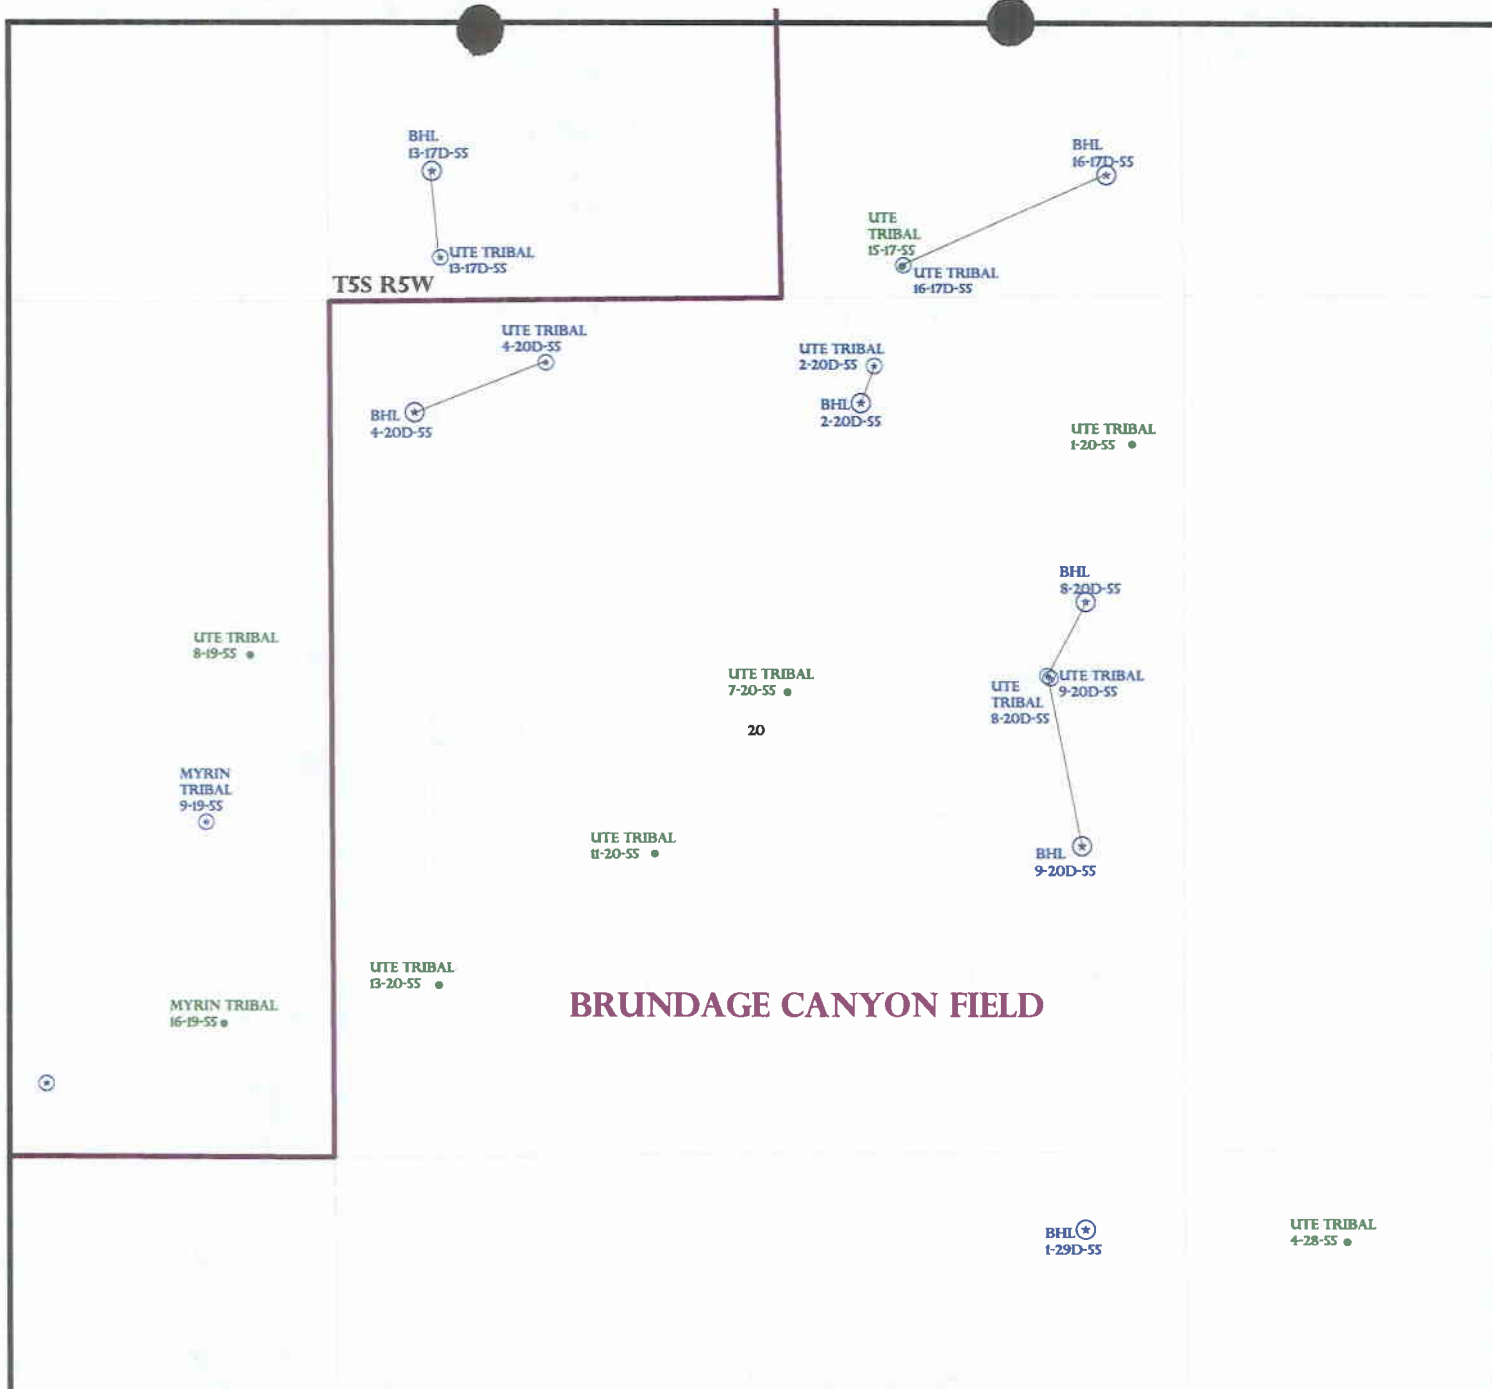 BHL
13-17D-55
BHL
16-17D-55
UTE
TRIBAL
15-17-55
UTE TRIBAL
13-17D-55
UTE TRIBAL
16-17D-55
T5S R5W
UTE TRIBAL
4-20D-55
UTE TRIBAL
2-20D-55
BHL
4-20D-55
BHL
2-20D-55
UTE TRIBAL
1-20-55
BHL
8-20D-55
UTE TRIBAL
8-19-55
UTE TRIBAL
7-20-55
UTE TRIBAL
9-20D-55
UTE
TRIBAL
8-20D-55
20
MYRIN
TRIBAL
9-19-55
UTE TRIBAL
11-20-55
BHL
9-20D-55
UTE TRIBAL
13-20-55
BRUNDAGE CANYON FIELD
MYRIN TRIBAL
16-19-55
BHL
1-29D-55
UTE TRIBAL
4-28-55